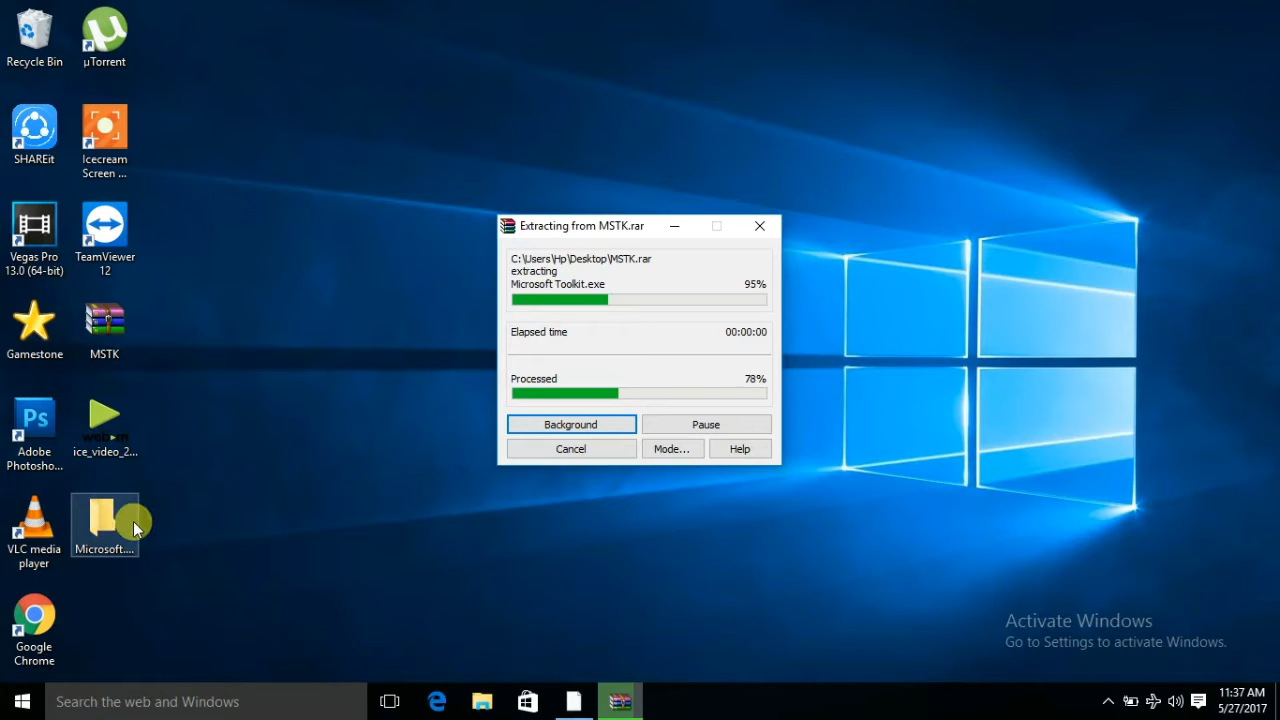 Recycle Bin
µTorrent
SHAREit
Icecream
Screen ...
Vegas Pro
13.0 (64-bit)
TeamViewer
12
Gamestone
MSTK
Ps
Adobe
Photosho...
ice_video_2...
VLC media
player
Microsoft....
Google
Chrome
Extracting from MSTK.rar
C:\Users\Hp\Desktop\MSTK.rar
extracting
Microsoft Toolkit.exe 95%
Elapsed time 00:00:00
Processed 78%
Background Pause
Cancel Mode... Help
Activate Windows
Go to Settings to activate Windows.
Search the web and Windows
11:37 AM
5/27/2017